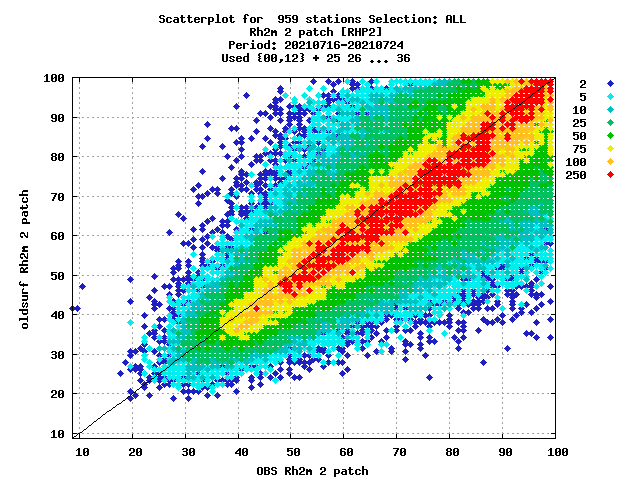 Scatterplot for  959 stations Selection: ALL
Rh2m 2 patch [RHP2]
Period: 20210716-20210724
Used {00,12} + 25 26 ... 36
100
90
80
70
60
50
40
30
20
10
oldsurf Rh2m 2 patch
2
5
10
25
50
75
100
250
10 20 30 40 50 60 70 80 90 100
OBS Rh2m 2 patch